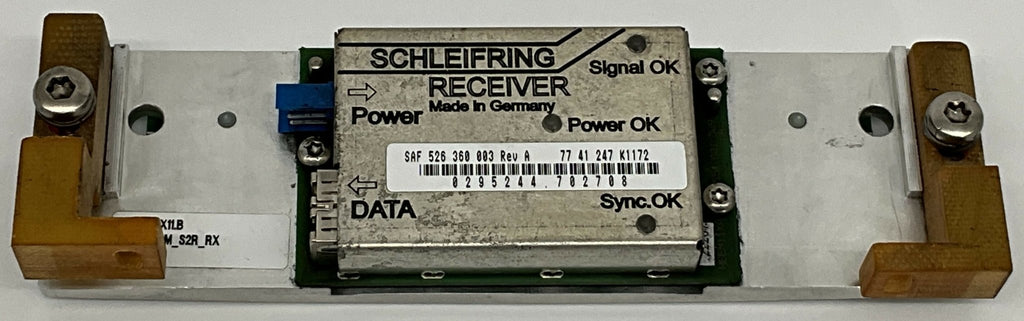 SCHLEIFRING
RECEIVER
Made in Germany
Signal OK
Power
Power OK
SAF 526 360 003 Rev A 77 41 247 K1172
0295244.702708
DATA
Sync.OK
X11.B
M_S2R_RX